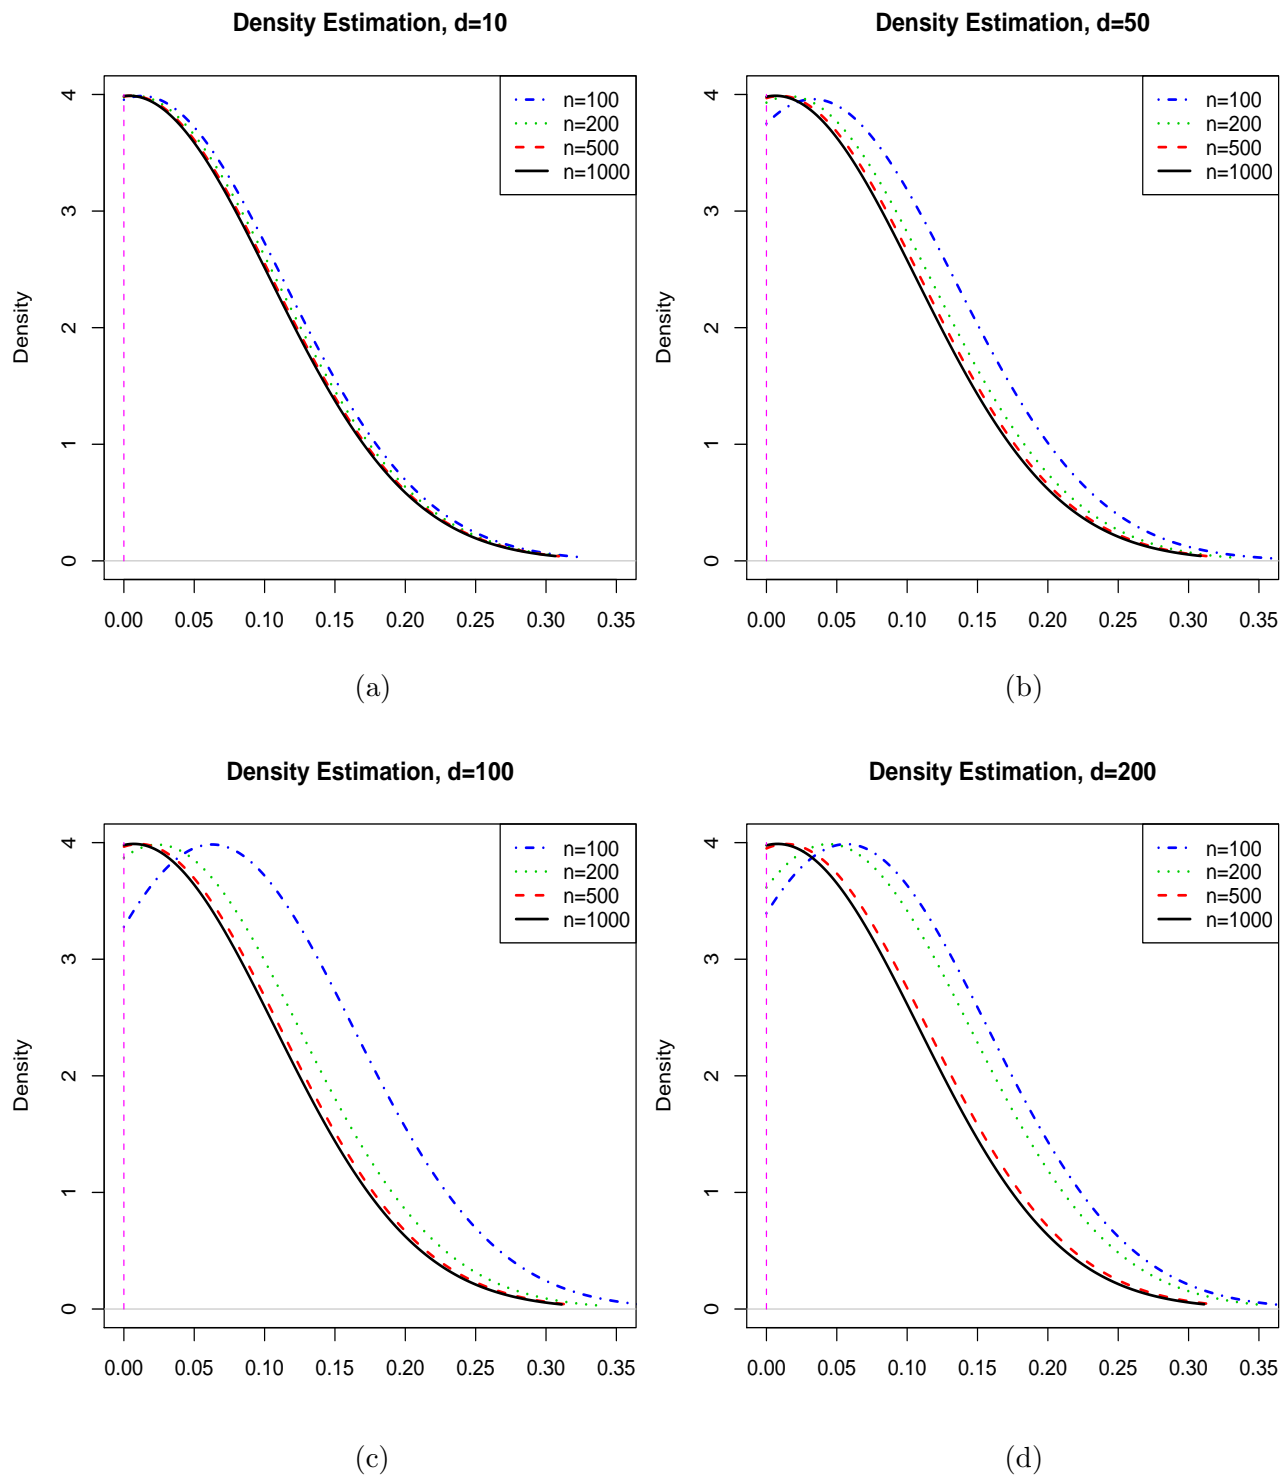 Density Estimation, d=10
Density
4
3
2
1
0
n=100
n=200
n=500
n=1000
0.00 0.05 0.10 0.15 0.20 0.25 0.30 0.35
(a)
Density Estimation, d=50
Density
4
3
2
1
0
n=100
n=200
n=500
n=1000
0.00 0.05 0.10 0.15 0.20 0.25 0.30 0.35
(b)
Density Estimation, d=100
Density
4
3
2
1
0
n=100
n=200
n=500
n=1000
0.00 0.05 0.10 0.15 0.20 0.25 0.30 0.35
(c)
Density Estimation, d=200
Density
4
3
2
1
0
n=100
n=200
n=500
n=1000
0.00 0.05 0.10 0.15 0.20 0.25 0.30 0.35
(d)